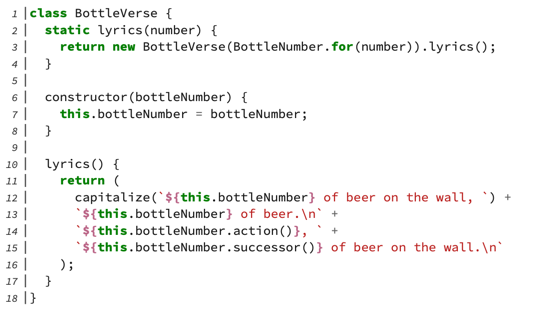 1 |class BottleVerse {
2 |  static lyrics(number) {
3 |    return new BottleVerse(BottleNumber.for(number)).lyrics();
4 |  }
5 |
6 |  constructor(bottleNumber) {
7 |    this.bottleNumber = bottleNumber;
8 |  }
9 |
10 |  lyrics() {
11 |    return (
12 |      capitalize(`${this.bottleNumber} of beer on the wall, `) +
13 |      `${this.bottleNumber} of beer.\n` +
14 |      `${this.bottleNumber.action()}, ` +
15 |      `${this.bottleNumber.successor()} of beer on the wall.\n`
16 |    );
17 |  }
18 |}